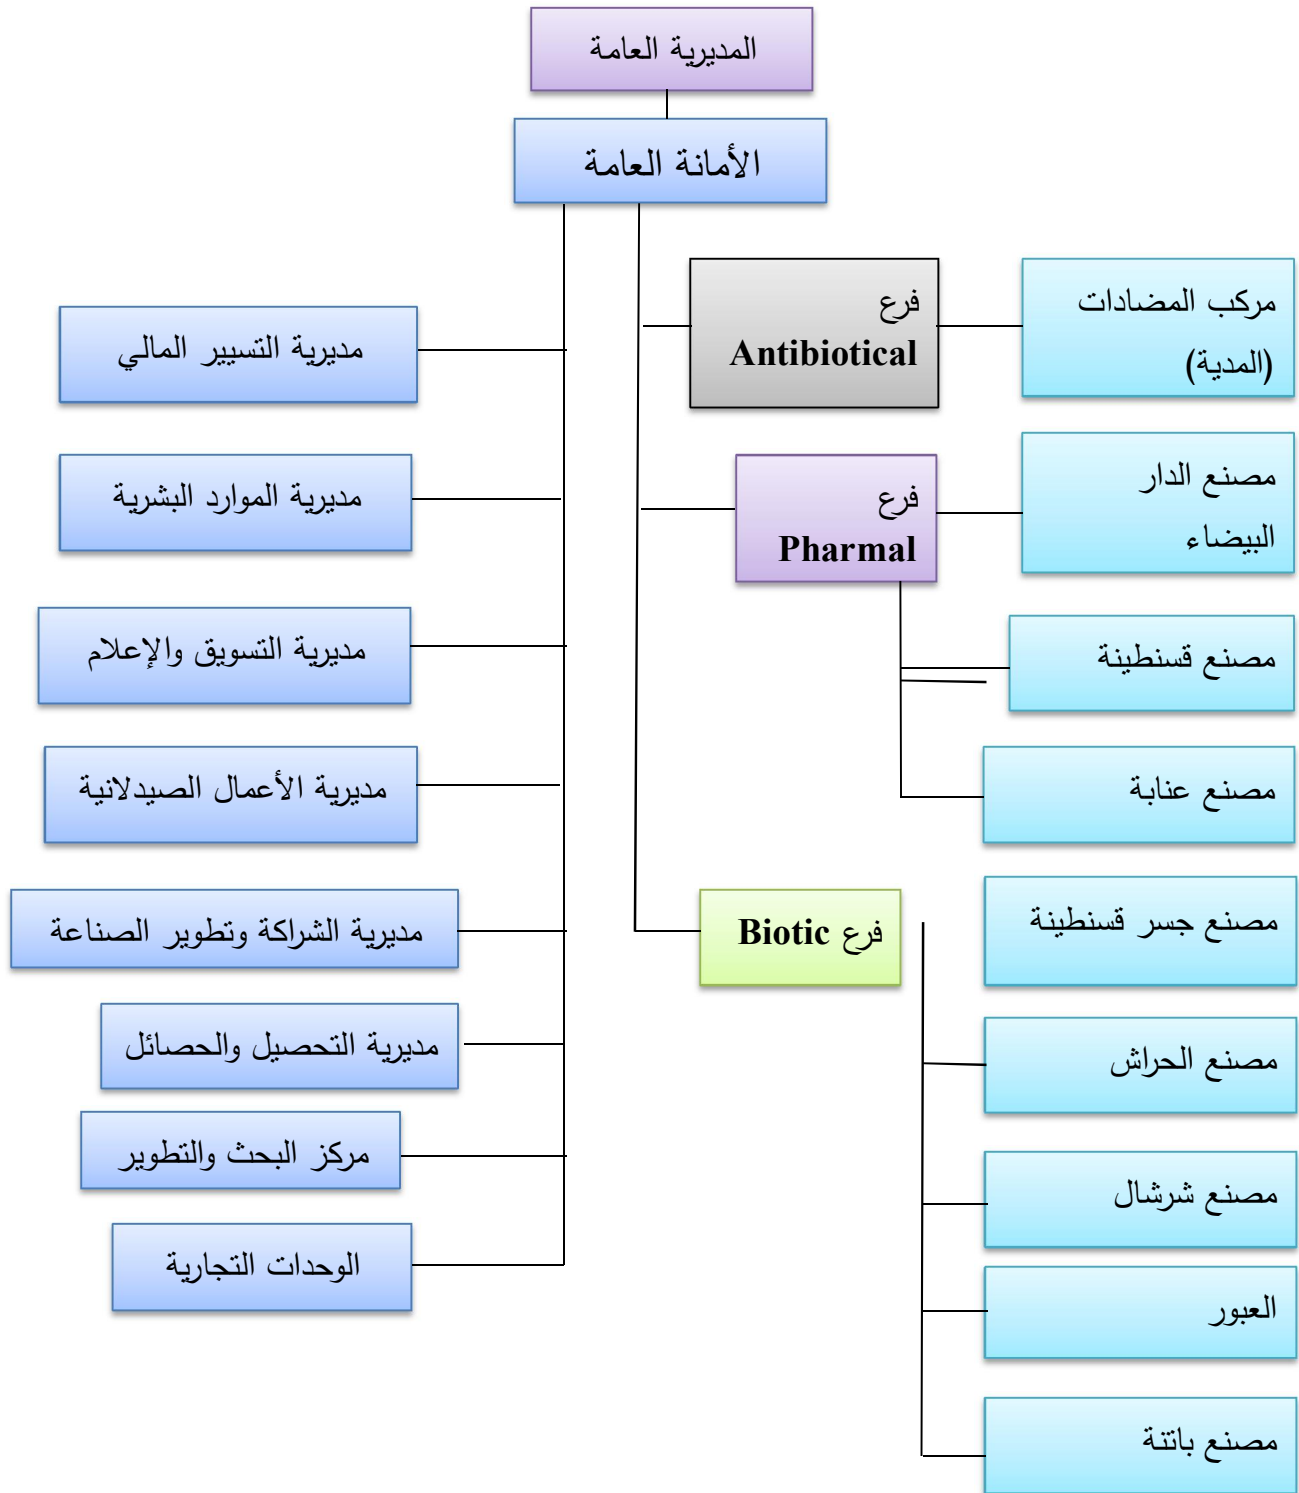 المديرية العامة
الأمانة العامة
فرع
Antibiotical
مركب المضادات
(المدية)
مديرية التسيير المالي
فرع
Pharmal
مصنع الدار
البيضاء
مديرية الموارد البشرية
مصنع قسنطينة
مديرية التسويق والإعلام
مصنع عنابة
مديرية الأعمال الصيدلانية
فرع Biotic
مصنع جسر قسنطينة
مديرية الشراكة وتطوير الصناعة
مصنع الحراش
مديرية التحصيل والحصائل
مصنع شرشال
مركز البحث والتطوير
العبور
الوحدات التجارية
مصنع باتنة